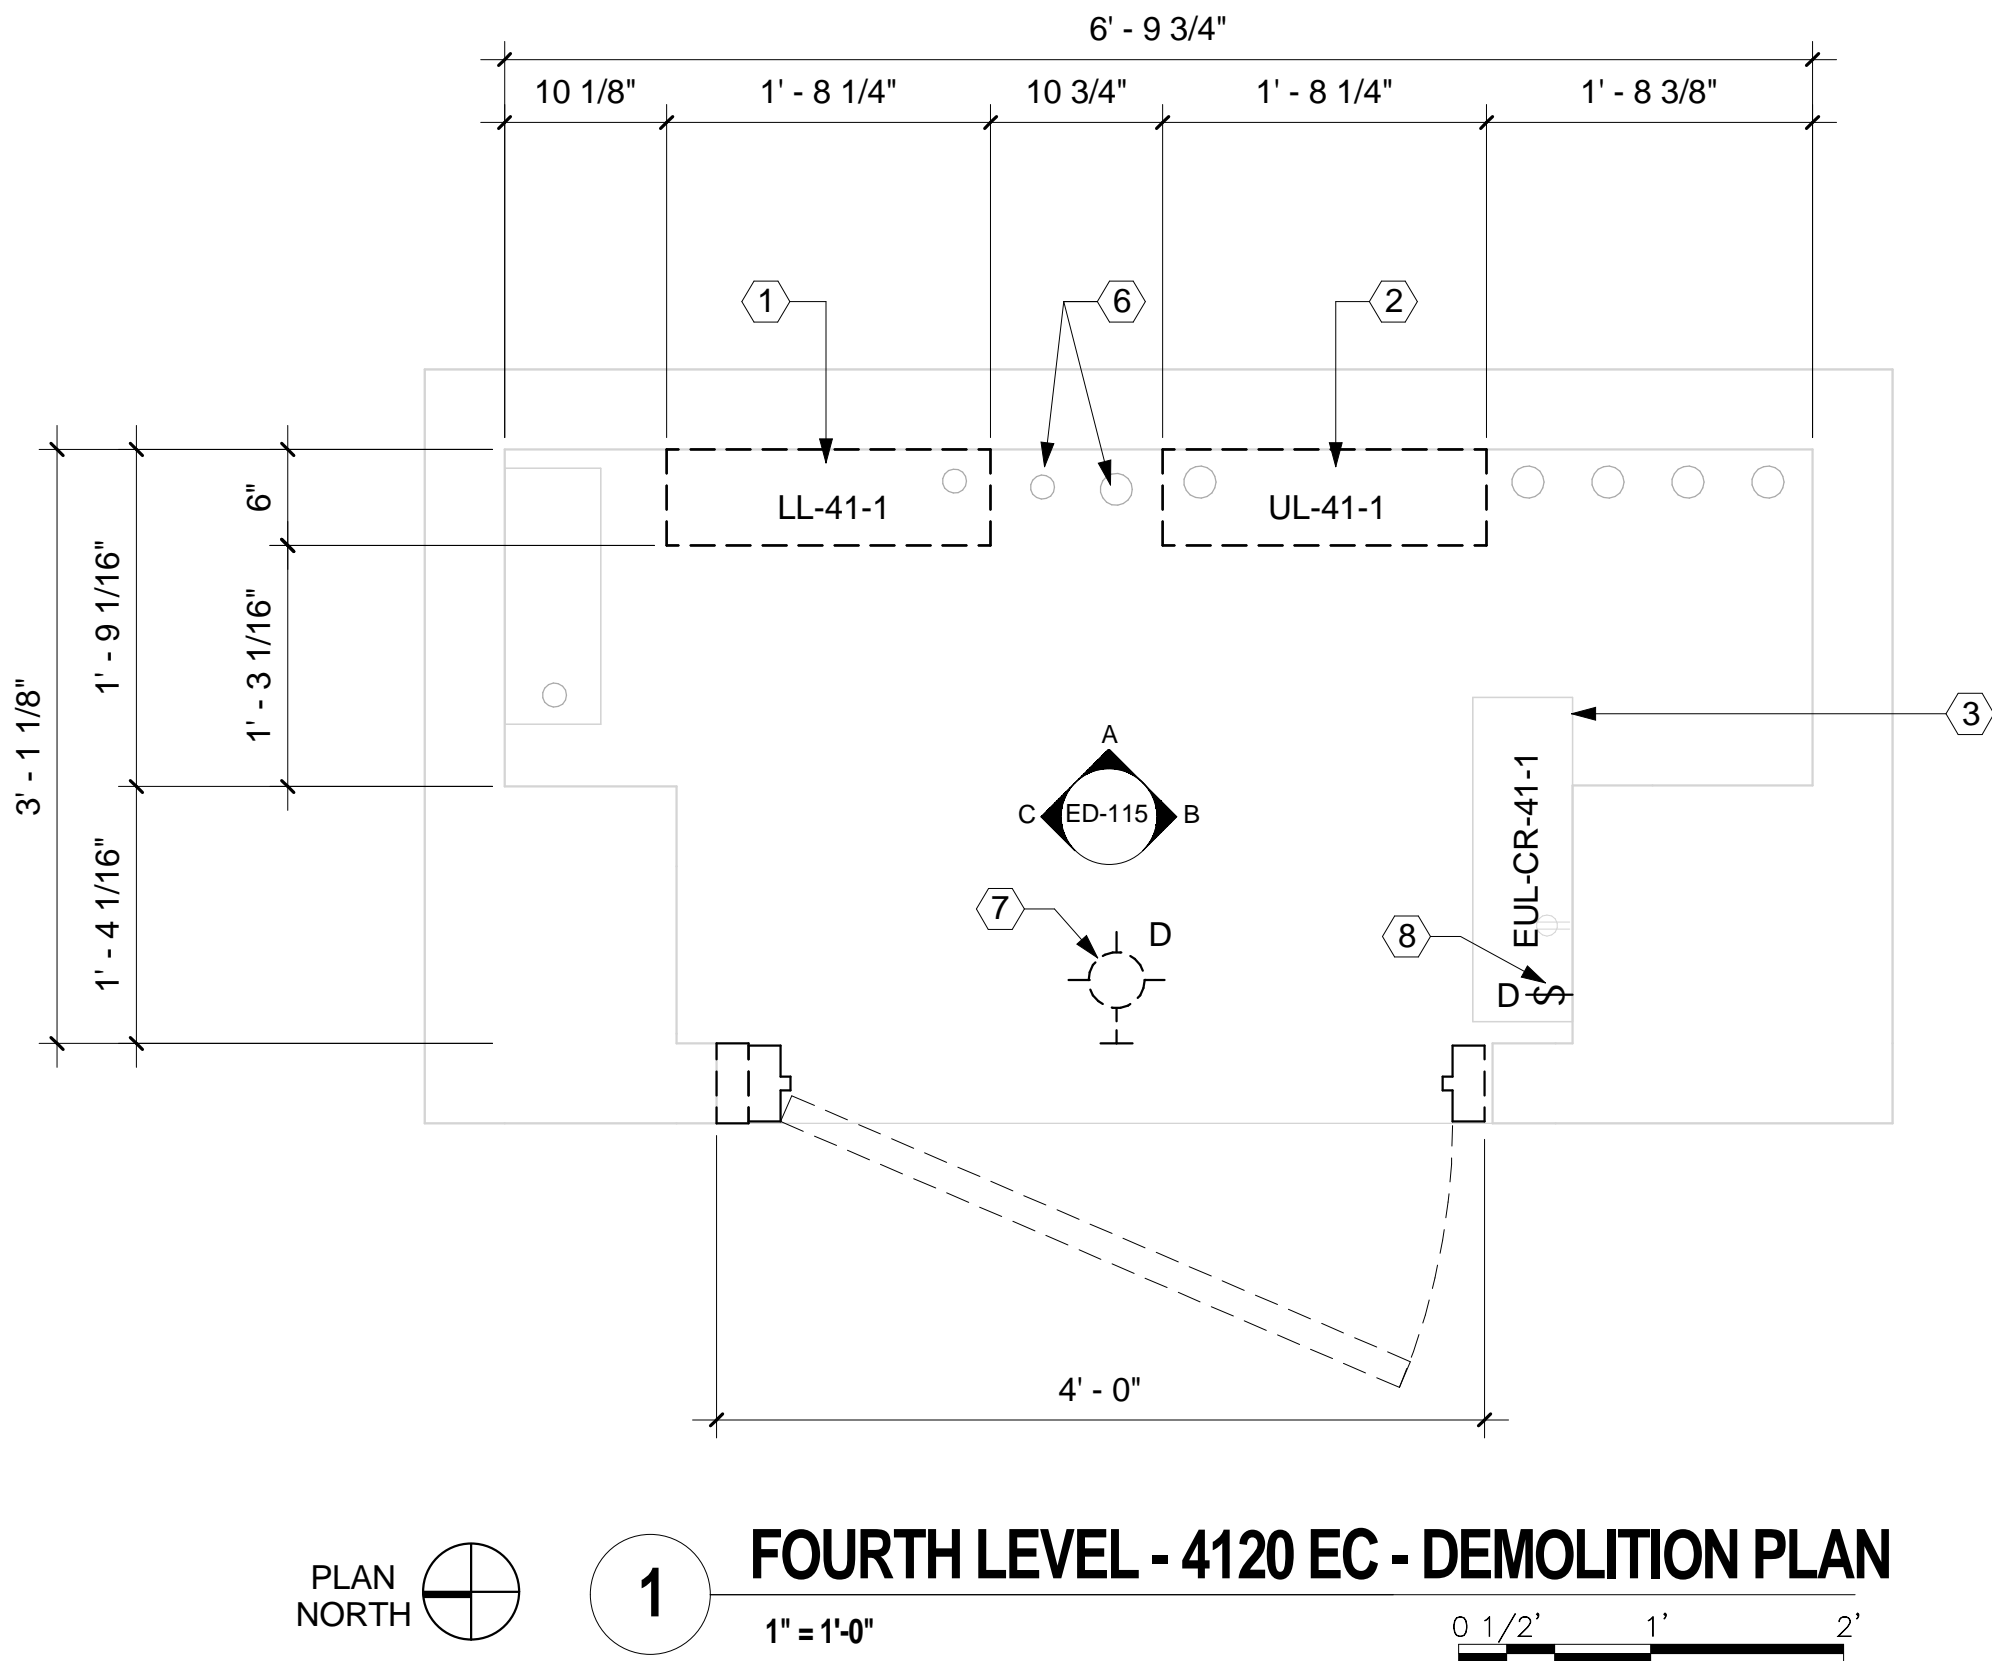 6' - 9 3/4"
10 1/8"
1' - 8 1/4"
10 3/4"
1' - 8 1/4"
1' - 8 3/8"
1
6
2
LL-41-1
UL-41-1
6"
1' - 9 1/16"
1' - 3 1/16"
3' - 1 1/8"
1' - 4 1/16"
3
A
C
ED-115
B
EUL-CR-41-1
7
D
8
D
$
4' - 0"
PLAN
NORTH
1
FOURTH LEVEL - 4120 EC - DEMOLITION PLAN
1" = 1'-0"
0 1/2' 1' 2'